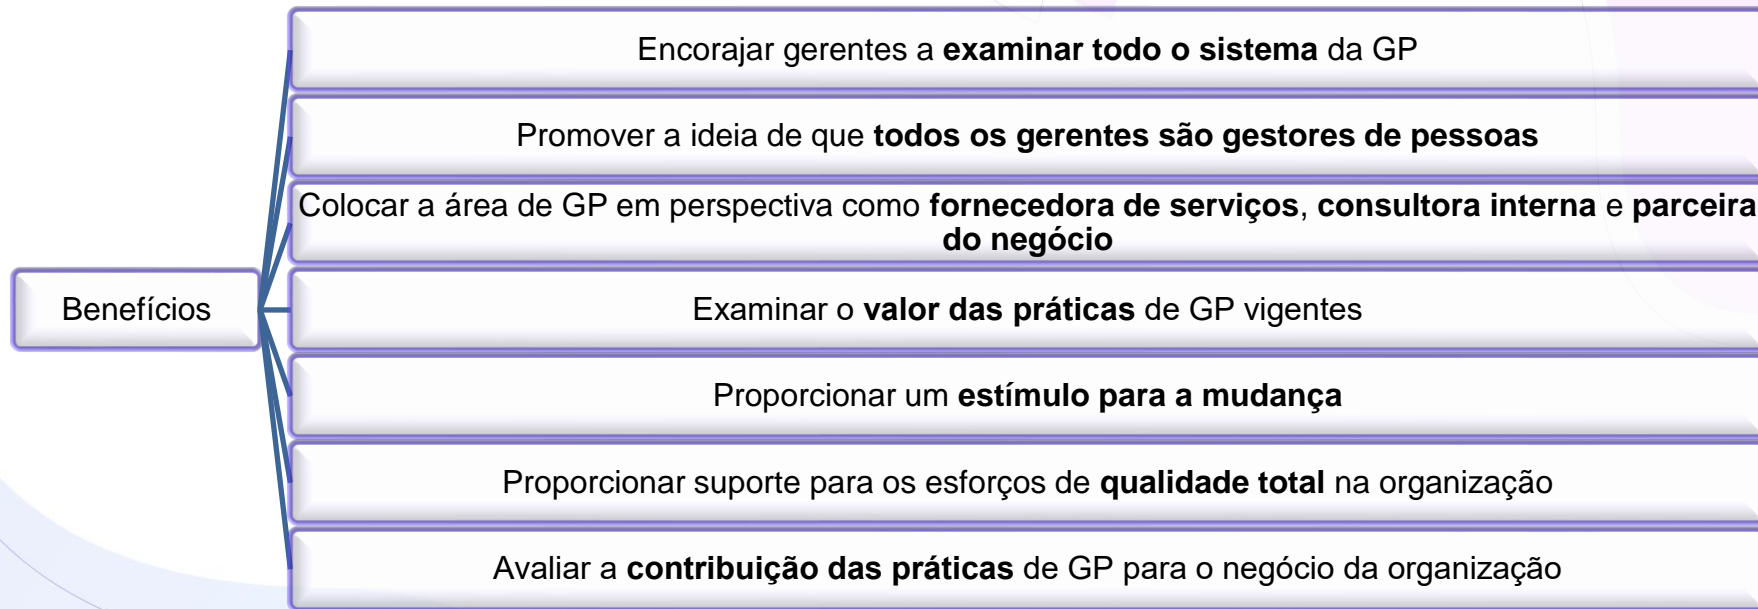 Encorajar gerentes a examinar todo o sistema da GP
Promover a ideia de que todos os gerentes são gestores de pessoas
Colocar a área de GP em perspectiva como fornecedora de serviços, consultora interna e parceira
do negócio
Benefícios
Examinar o valor das práticas de GP vigentes
Proporcionar um estímulo para a mudança
Proporcionar suporte para os esforços de qualidade total na organização
Avaliar a contribuição das práticas de GP para o negócio da organização